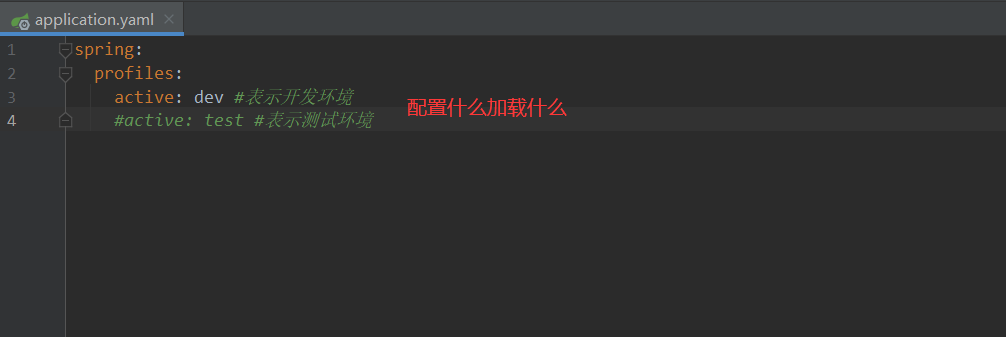 application.yaml
1 spring:
2 profiles:
3 active: dev #表示开发环境
配置什么加载什么
4 #active: test #表示测试环境